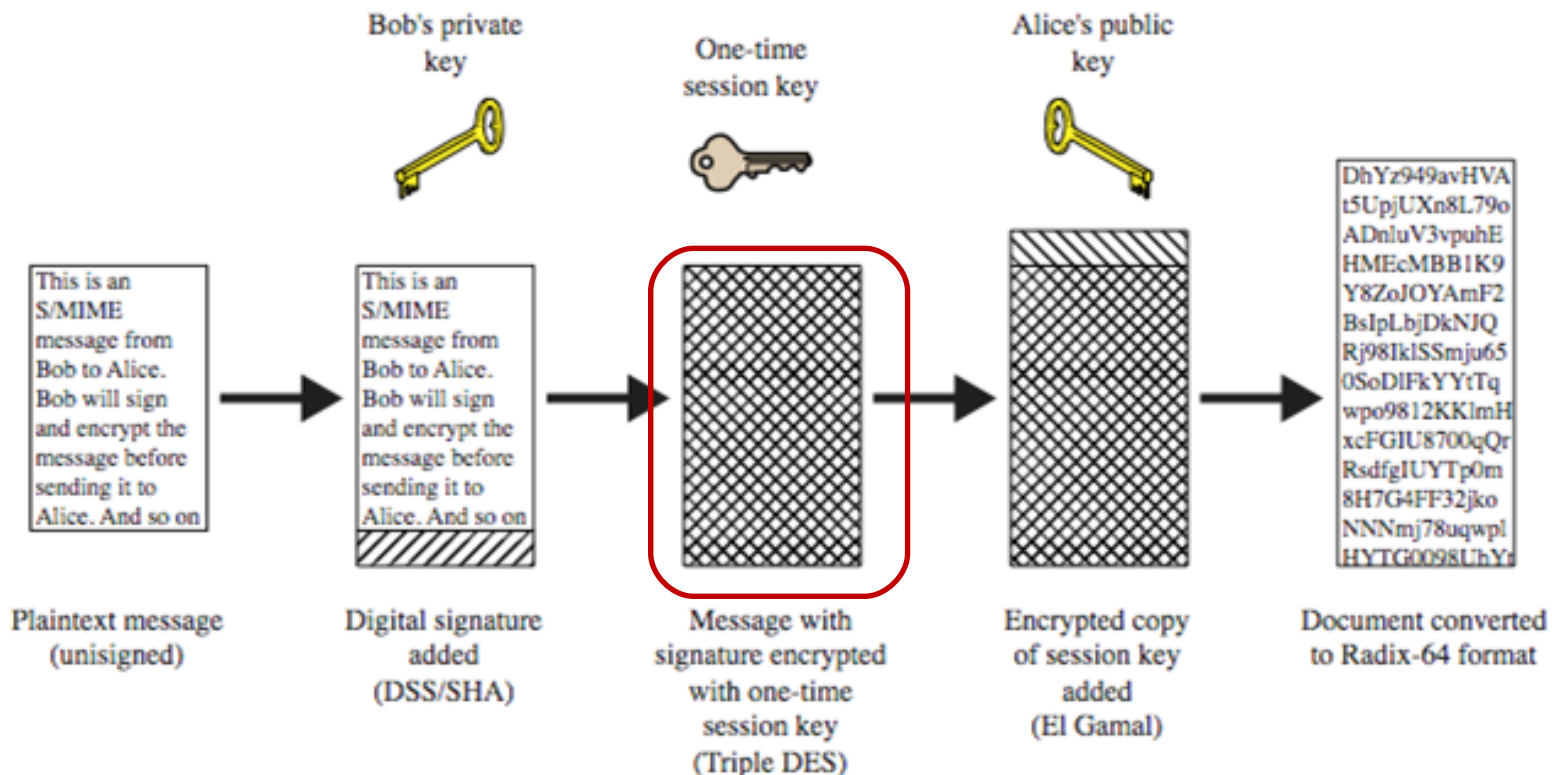 Bob's private
key
One-time
session key
Alice's public
key
This is an
S/MIME
message from
Bob to Alice.
Bob will sign
and encrypt the
message before
sending it to
Alice. And so on
This is an
S/MIME
message from
Bob to Alice.
Bob will sign
and encrypt the
message before
sending it to
Alice. And so on
DhYz949avHVA
t5UpjUXn8L79o
ADnluV3vpuhE
HMEcMBB1K9
Y8ZoJOYAmF2
BsIpLbjDkNJQ
Rj98IklSSmju65
0SoDlFkYYtTq
wpo9812KKlmH
xcFGIU8700qQr
RsdfgIUYTp0m
8H7G4FF32jko
NNNmj78uqwpl
HYTG0098UhYt
Plaintext message
(unisigned)
Digital signature
added
(DSS/SHA)
Message with
signature encrypted
with one-time
session key
(Triple DES)
Encrypted copy
of session key
added
(El Gamal)
Document converted
to Radix-64 format